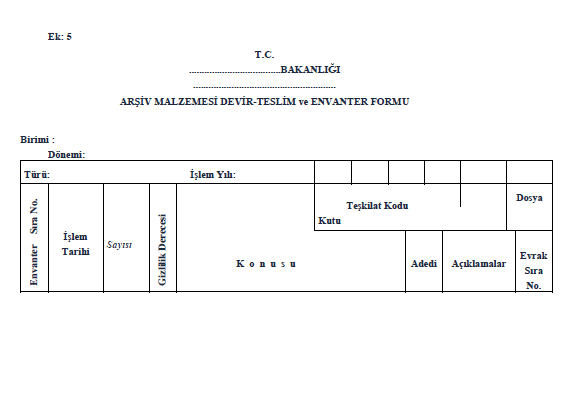 Ek: 5
T.C.
....................................BAKANLIĞI
........................................................
ARŞİV MALZEMESİ DEVİR-TESLİM ve ENVANTER FORMU
Birimi :
Dönemi:
Türü: İşlem Yılı:
Envanter Sıra No.
İşlem
Tarihi
Sayısı
Gizlilik Derecesi
K o n u s u
Teşkilat Kodu
Kutu
Dosya
Adedi
Açıklamalar
Evrak
Sıra
No.